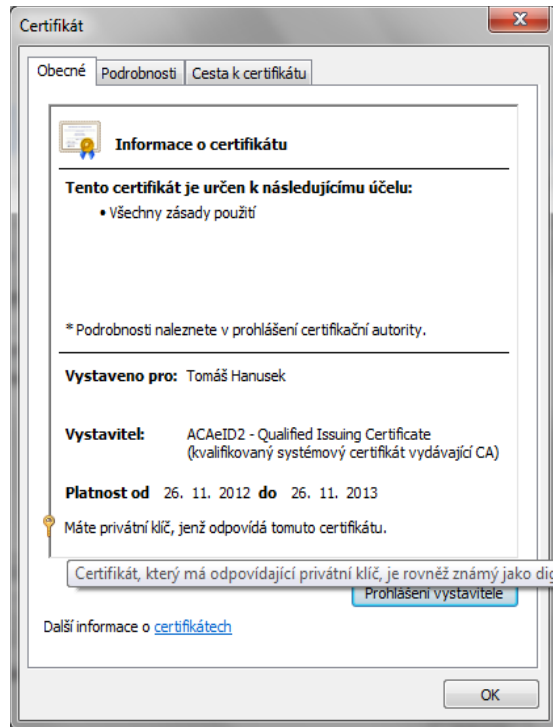 Certifikát
Obecné Podrobnosti Cesta k certifikátu
Informace o certifikátu
Tento certifikát je určen k následujícímu účelu:
• Všechny zásady použití
* Podrobnosti naleznete v prohlášení certifikační autority.
Vystaveno pro: Tomáš Hanusek
Vystavitel: ACAeID2 - Qualified Issuing Certificate
(kvalifikovaný systémový certifikát vydávající CA)
Platnost od 26. 11. 2012 do 26. 11. 2013
Máte privátní klíč, jenž odpovídá tomuto certifikátu.
Certifikát, který má odpovídající privátní klíč, je rovněž známý jako dig
Prohlášení vystavitele
Další informace o certifikátech
OK